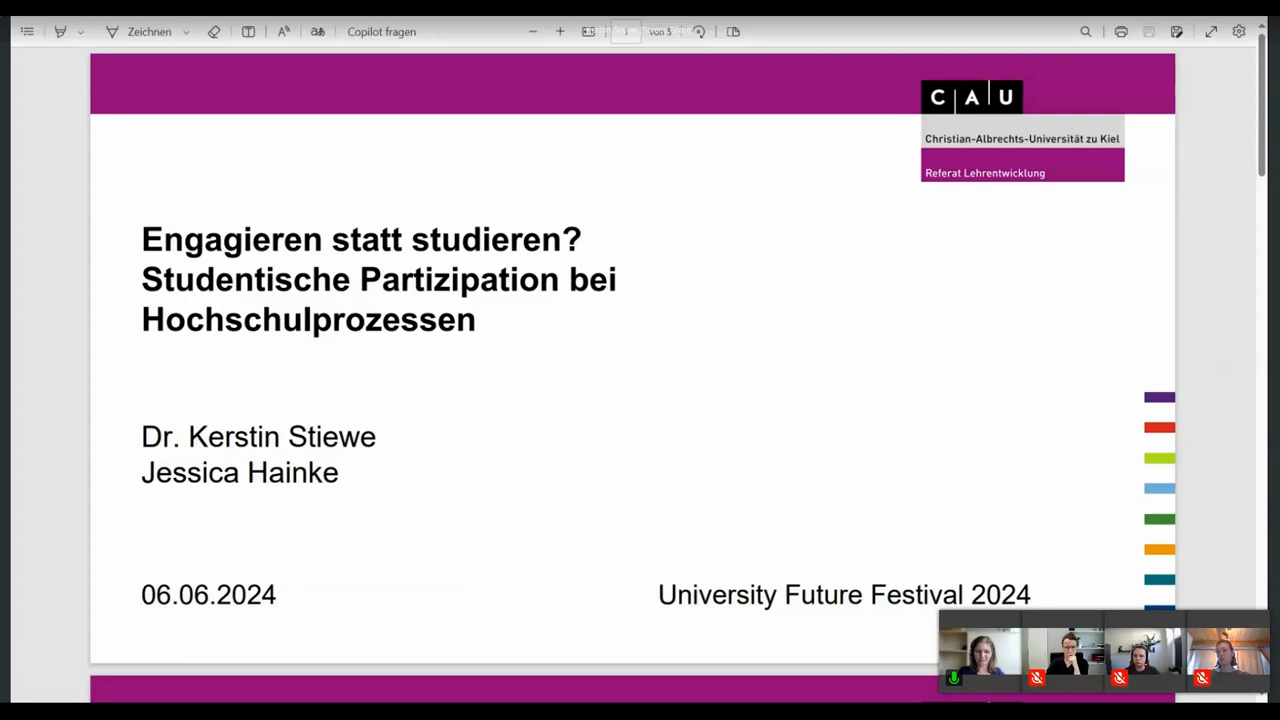 Zeichnen
Copilot fragen
von 5
CAU
Christian-Albrechts-Universität zu Kiel
Referat Lehrentwicklung
Engagieren statt studieren?
Studentische Partizipation bei
Hochschulprozessen
Dr. Kerstin Stiewe
Jessica Hainke
06.06.2024
University Future Festival 2024